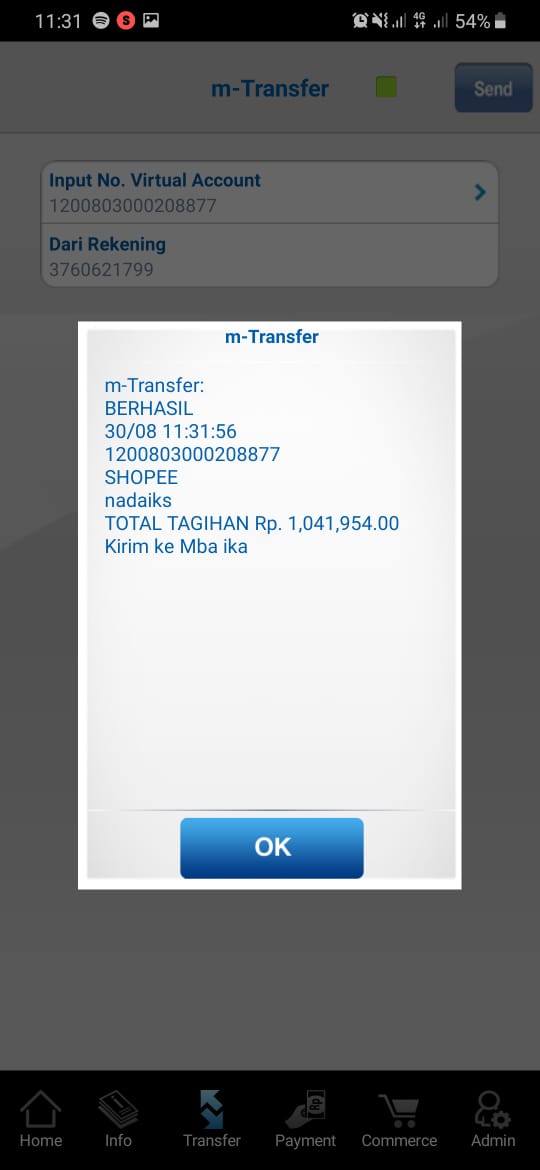 11:31
4G
54%
m-Transfer
Send
Input No. Virtual Account
1200803000208877
Dari Rekening
3760621799
m-Transfer
m-Transfer:
BERHASIL
30/08 11:31:56
1200803000208877
SHOPEE
nadaiks
TOTAL TAGIHAN Rp. 1,041,954.00
Kirim ke Mba ika
OK
Rp
Home Info Transfer Payment Commerce Admin